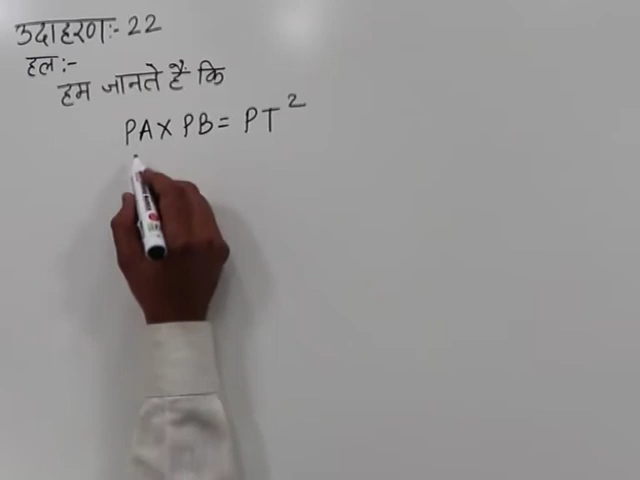 उदाहरण:- 22
हल:-
हम जानते हैं कि
PA× PB= PT²